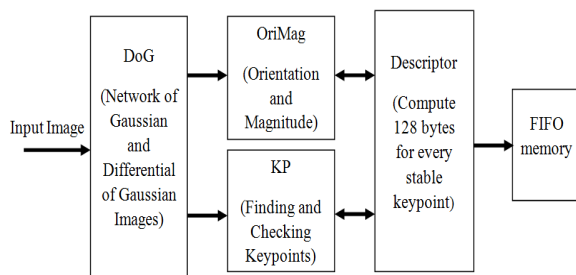 Input Image
DoG
(Network of
Gaussian
and
Differential
of Gaussian
Images)
OriMag
(Orientation
and
Magnitude)
KP
(Finding and
Checking
Keypoints)
Descriptor
(Compute
128 bytes
for every
stable
keypoint)
FIFO
memory